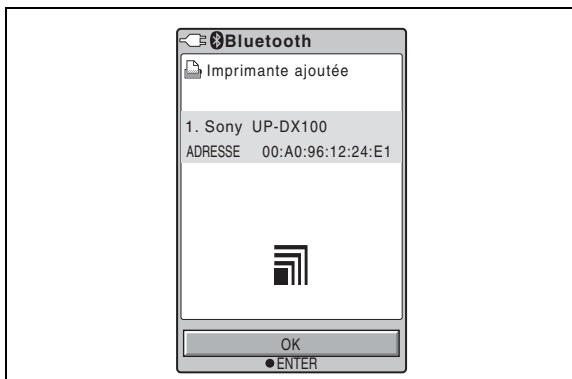 Bluetooth
Imprimante ajoutée
1. Sony UP-DX100
ADRESSE 00:A0:96:12:24:E1
OK
●ENTER